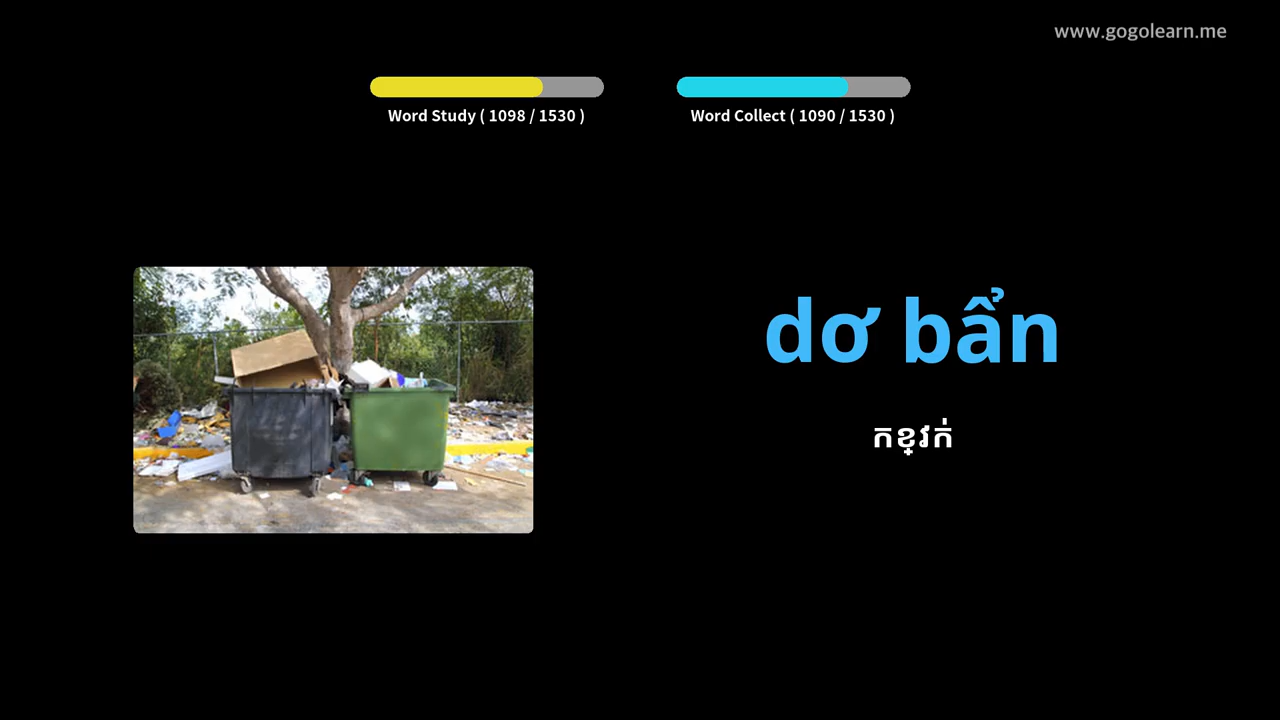 www.gogolearn.me
Word Study ( 1098 / 1530 )
Word Collect ( 1090 / 1530 )
dơ bẩn
កខ្វក់